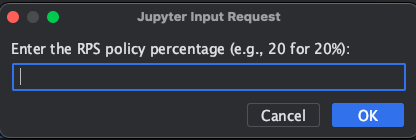 Jupyter Input Request
Enter the RPS policy percentage (e.g., 20 for 20%):
Cancel
OK